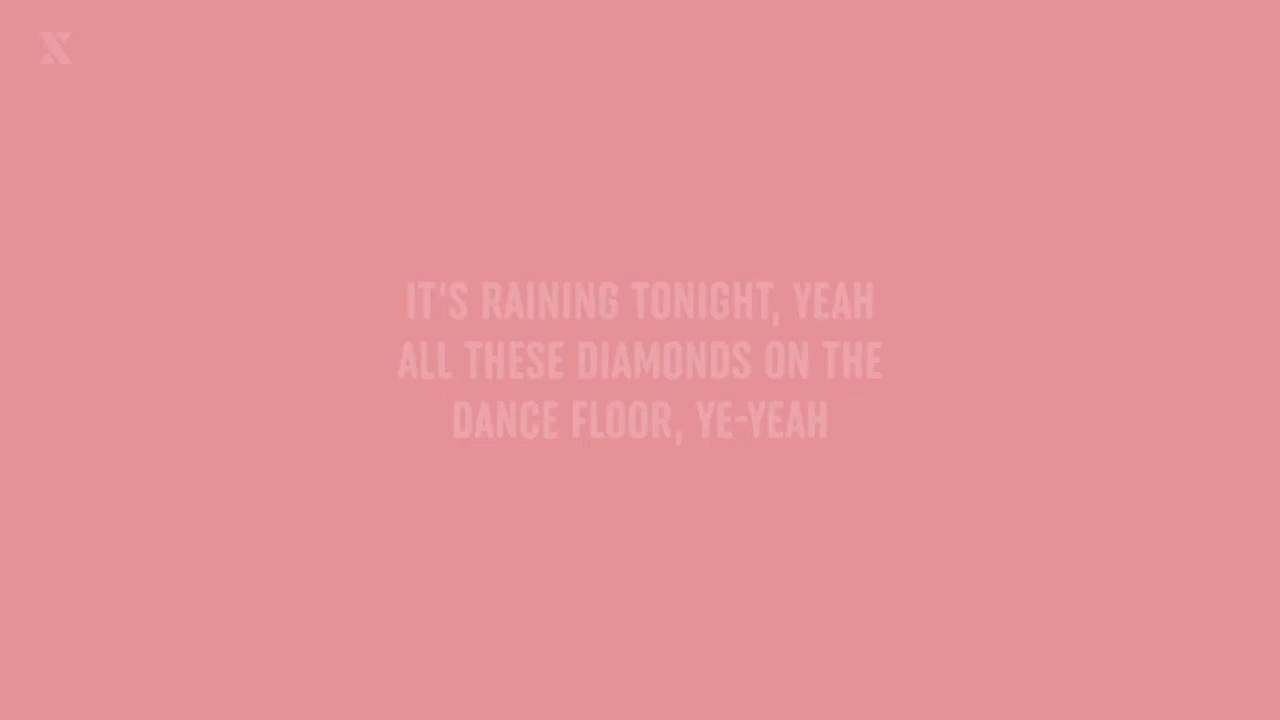 X
IT'S RAINING TONIGHT, YEAH
ALL THESE DIAMONDS ON THE
DANCE FLOOR, YE-YEAH